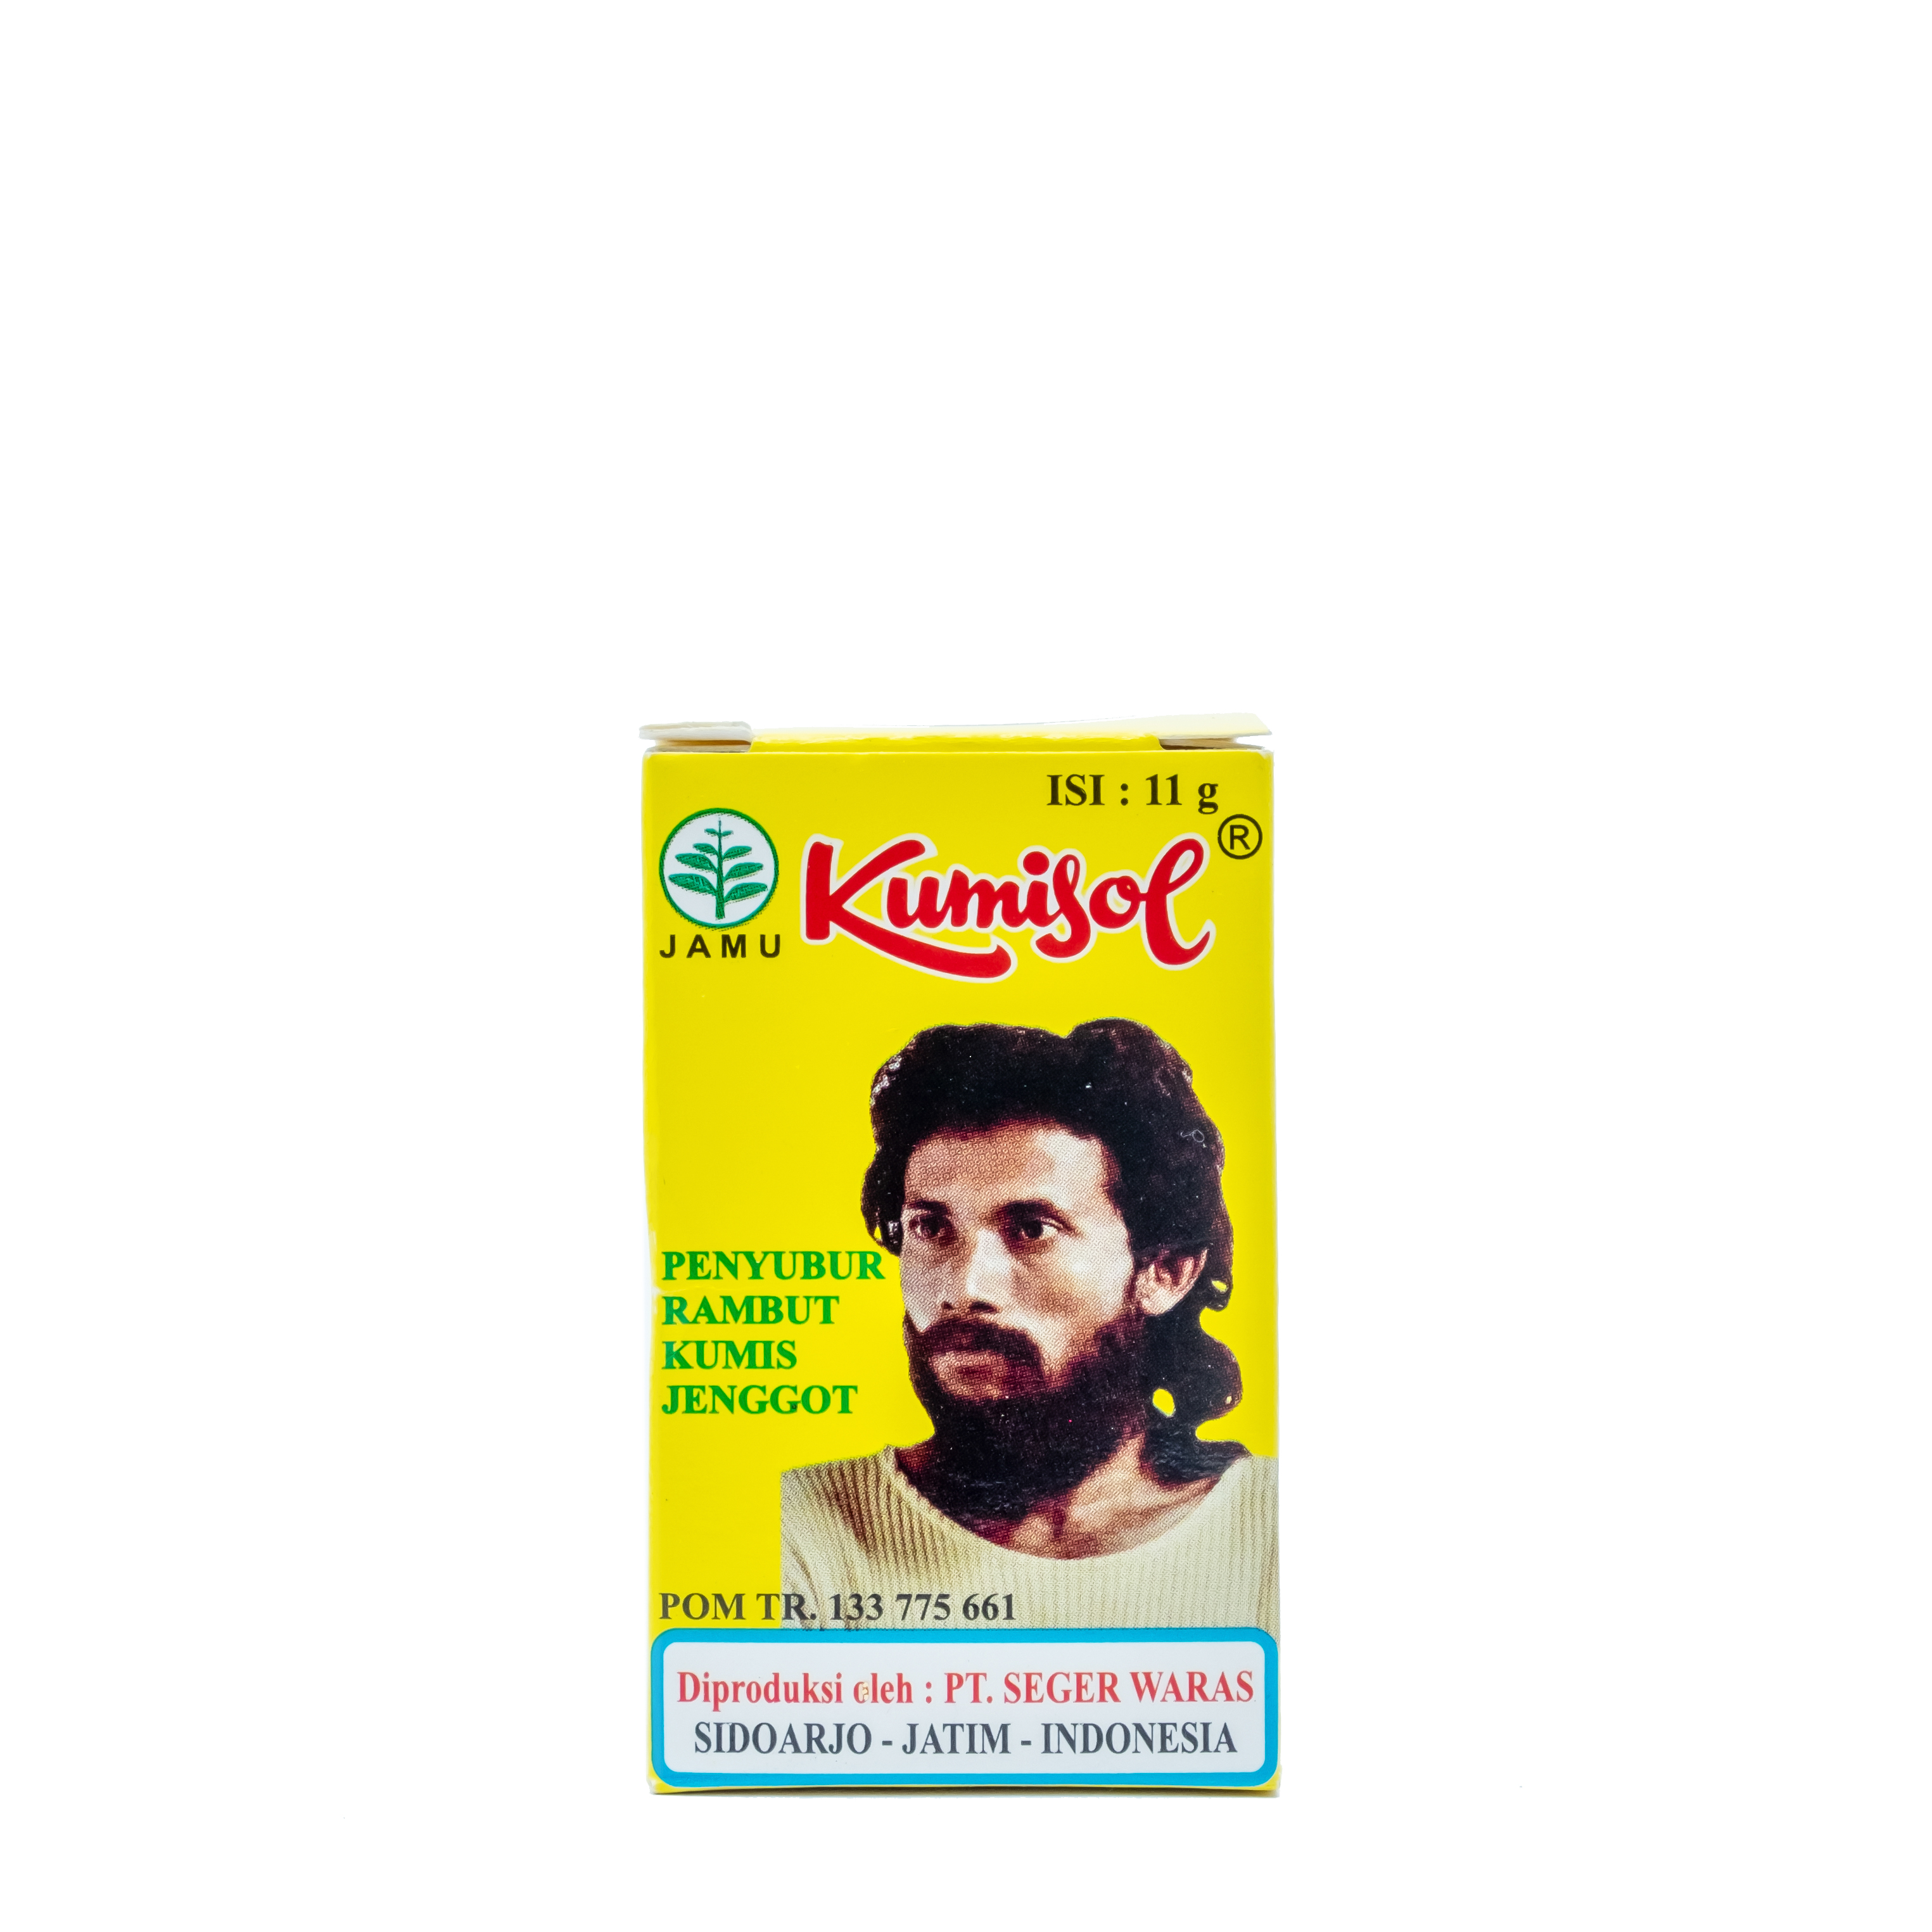 ISI : 11 g
Kumisol ®
JAMU
PENYUBUR
RAMBUT
KUMIS
JENGGOT
POM TR. 133 775 661
Diproduksi oleh : PT. SEGER WARAS
SIDOARJO - JATIM - INDONESIA